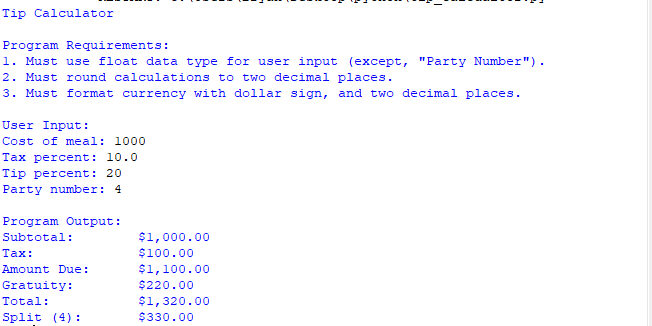 Tip Calculator
Program Requirements:
1. Must use float data type for user input (except, "Party Number").
2. Must round calculations to two decimal places.
3. Must format currency with dollar sign, and two decimal places.
User Input:
Cost of meal: 1000
Tax percent: 10.0
Tip percent: 20
Party number: 4
Program Output:
Subtotal: $1,000.00
Tax: $100.00
Amount Due: $1,100.00
Gratuity: $220.00
Total: $1,320.00
Split (4): $330.00